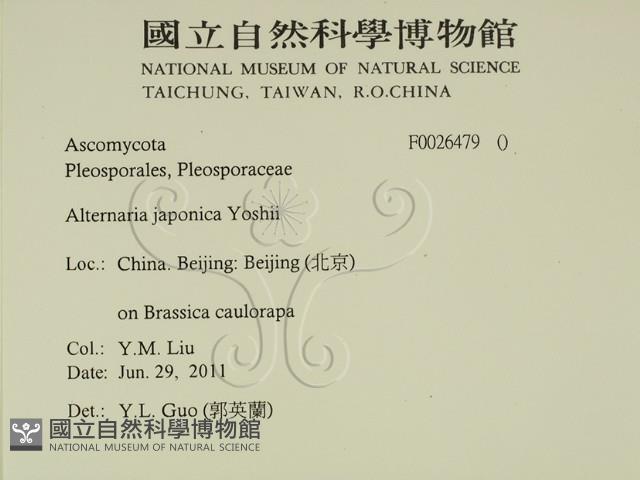 國立自然科學博物館
NATIONAL MUSEUM OF NATURAL SCIENCE
TAICHUNG, TAIWAN, R.O.CHINA
Ascomycota F0026479 ()
Pleosporales, Pleosporaceae
Alternaria japonica Yoshii
Loc.: China. Beijing: Beijing (北京)
on Brassica caulorapa
Col.: Y.M. Liu
Date: Jun. 29, 2011
Det.: Y.L. Guo (郭英蘭)
國立自然科學博物館
NATIONAL MUSEUM OF NATURAL SCIENCE